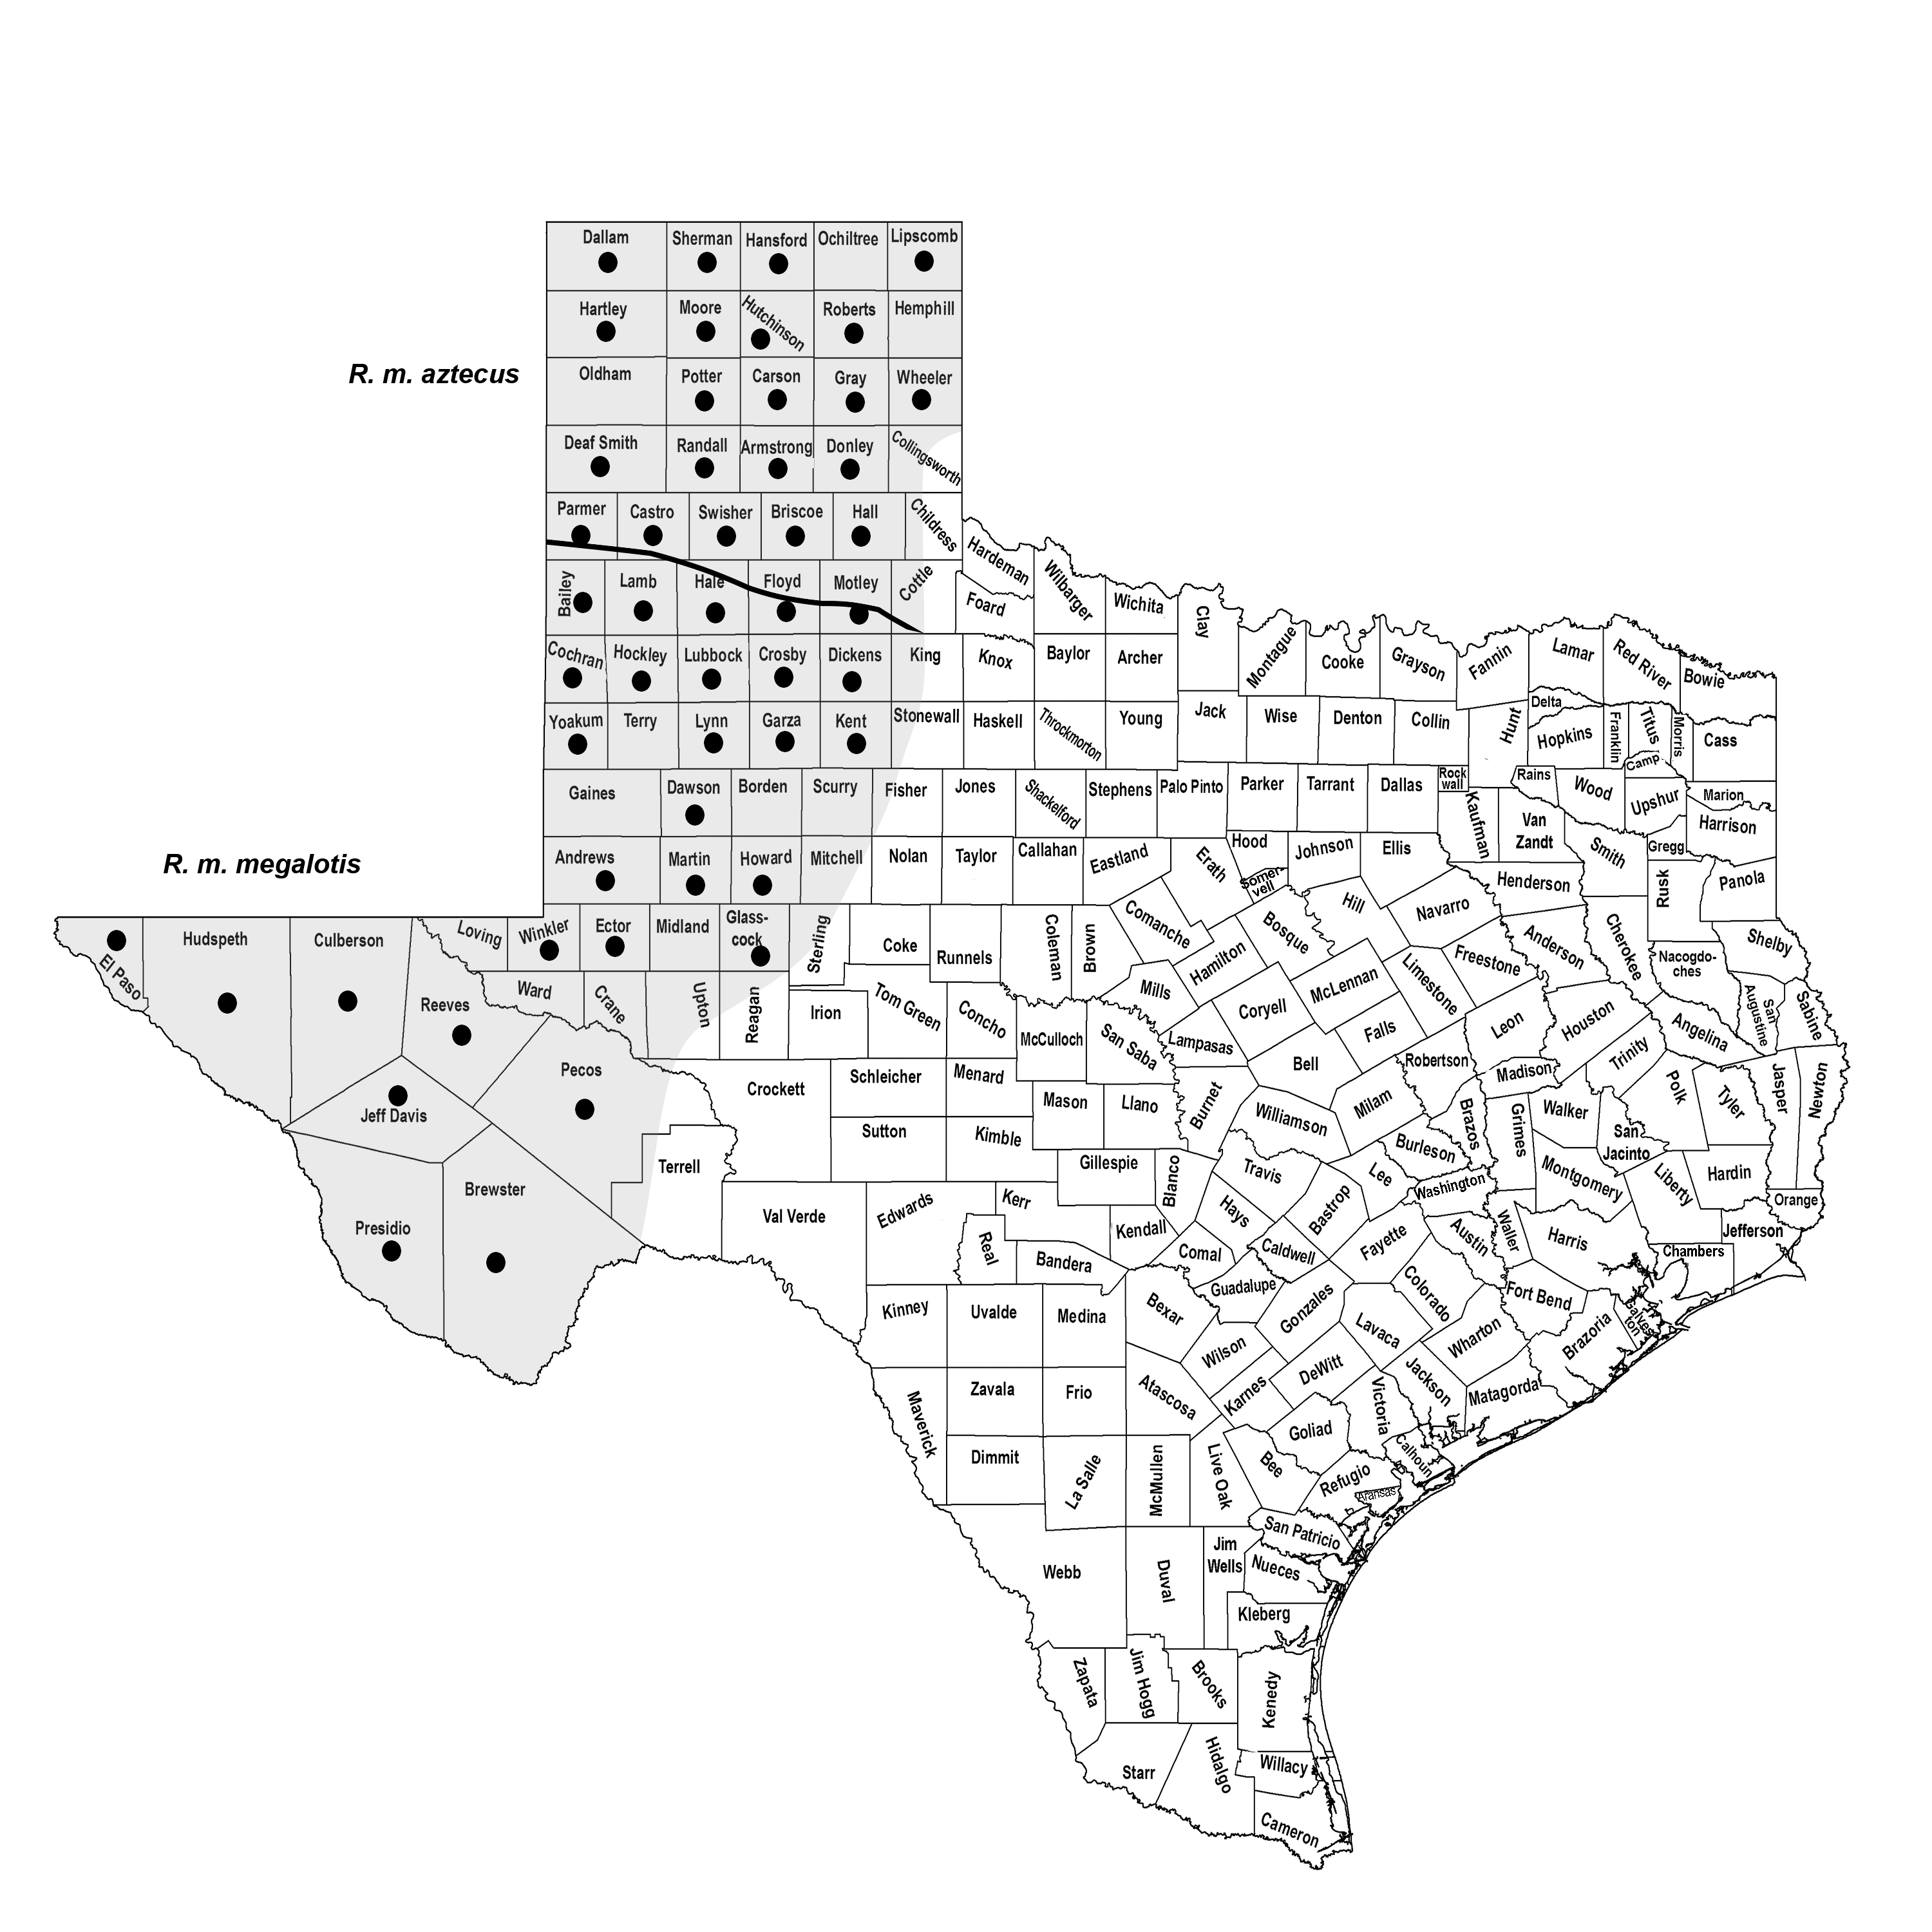 Dallam
Sherman
Hansford
Ochiltree
Lipscomb
Hartley
Moore
Hutchinson
Roberts
Hemphill
R. m. aztecus
Oldham
Potter
Carson
Gray
Wheeler
Deaf Smith
Randall
Armstrong
Donley
Collingsworth
Parmer
Castro
Swisher
Briscoe
Hall
Childress
Hardeman
Bailey
Lamb
Hale
Floyd
Motley
Cottle
Foard
Wilbarger
Wichita
Clay
Cochran
Hockley
Lubbock
Crosby
Dickens
King
Knox
Baylor
Archer
Montague
Cooke
Grayson
Fannin
Lamar
Red River
Bowie
Yoakum
Terry
Lynn
Garza
Kent
Stonewall
Haskell
Throckmorton
Young
Jack
Wise
Denton
Collin
Hunt
Delta
Hopkins
Franklin
Titus
Morris
Cass
Camp
Gaines
Dawson
Borden
Scurry
Fisher
Jones
Shackelford
Stephens
Palo Pinto
Parker
Tarrant
Dallas
Rock
wall
Kaufman
Rains
Wood
Upshur
Marion
Harrison
Van
Zandt
Smith
Gregg
R. m. megalotis
Andrews
Martin
Howard
Mitchell
Nolan
Taylor
Callahan
Eastland
Erath
Hood
Somer-
vell
Johnson
Ellis
Henderson
Rusk
Panola
El Paso
Hudspeth
Culberson
Loving
Winkler
Ector
Midland
Glass-
cock
Sterling
Coke
Runnels
Coleman
Brown
Comanche
Hamilton
Bosque
Hill
Navarro
Freestone
Anderson
Cherokee
Nacogdo-
ches
Shelby
Reeves
Ward
Crane
Upton
Reagan
Irion
Tom Green
Concho
McCulloch
San Saba
Mills
Lampasas
Coryell
McLennan
Limestone
Falls
Leon
Houston
Angelina
San
Augustine
Sabine
Jeff Davis
Pecos
Crockett
Schleicher
Menard
Mason
Llano
Burnet
Bell
Robertson
Madison
Trinity
Polk
Tyler
Jasper
Newton
Sutton
Kimble
Williamson
Milam
Brazos
Grimes
Walker
San
Jacinto
Presidio
Brewster
Terrell
Val Verde
Edwards
Kerr
Gillespie
Blanco
Travis
Lee
Burleson
Washington
Montgomery
Liberty
Hardin
Orange
Real
Bandera
Kendall
Comal
Hays
Caldwell
Bastrop
Fayette
Austin
Waller
Harris
Chambers
Jefferson
Kinney
Uvalde
Medina
Bexar
Guadalupe
Gonzales
Lavaca
Colorado
Fort Bend
Wharton
Brazoria
Galves-
ton
Maverick
Zavala
Frio
Atascosa
Wilson
Karnes
DeWitt
Victoria
Jackson
Matagorda
Dimmit
La Salle
McMullen
Live Oak
Bee
Goliad
Refugio
Calhoun
Aransas
San Patricio
Webb
Duval
Jim
Wells
Nueces
Kleberg
Zapata
Jim Hogg
Brooks
Kenedy
Starr
Hidalgo
Willacy
Cameron